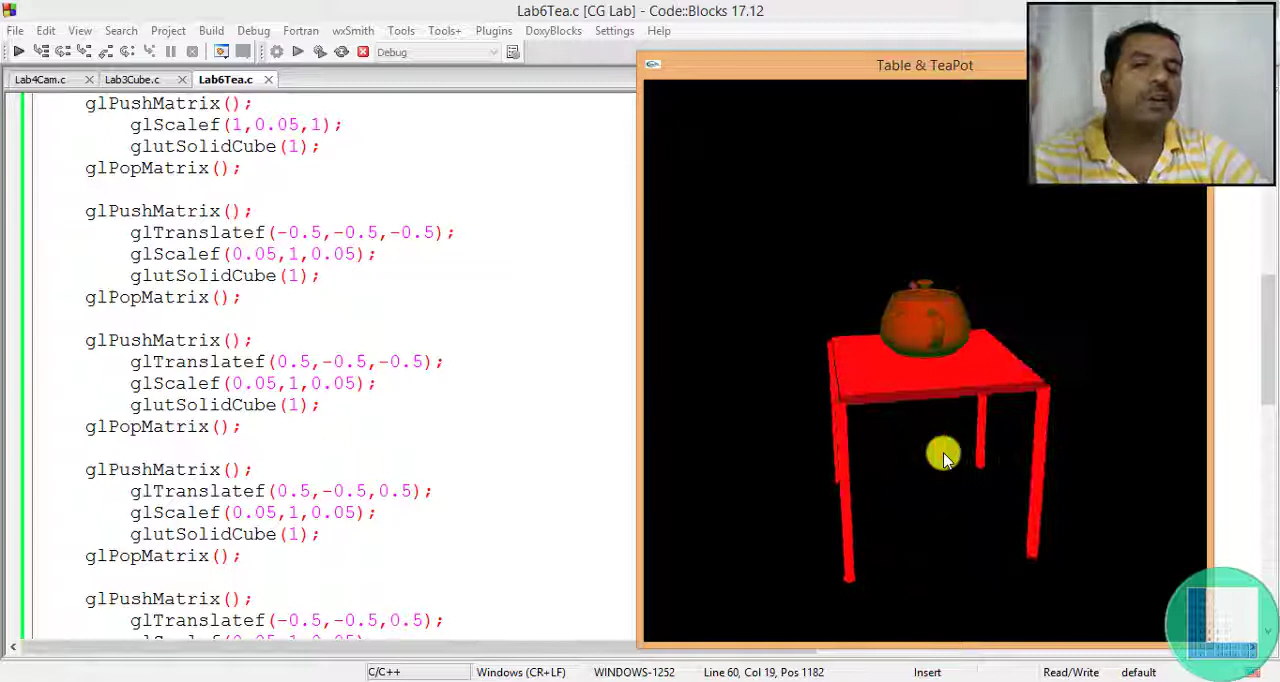 Lab6Tea.c [CG Lab] - Code::Blocks 17.12
File Edit View Search Project Build Debug Fortran wxSmith Tools Tools+ Plugins DoxyBlocks Settings Help
Debug
Lab4Cam.c Lab3Cube.c Lab6Tea.c
Table & TeaPot
glPushMatrix();
glScalef(1,0.05,1);
glutSolidCube(1);
glPopMatrix();
glPushMatrix();
glTranslatef(-0.5,-0.5,-0.5);
glScalef(0.05,1,0.05);
glutSolidCube(1);
glPopMatrix();
glPushMatrix();
glTranslatef(0.5,-0.5,-0.5);
glScalef(0.05,1,0.05);
glutSolidCube(1);
glPopMatrix();
glPushMatrix();
glTranslatef(0.5,-0.5,0.5);
glScalef(0.05,1,0.05);
glutSolidCube(1);
glPopMatrix();
glPushMatrix();
glTranslatef(-0.5,-0.5,0.5);
C/C++ Windows (CR+LF) WINDOWS-1252 Line 60, Col 19, Pos 1182 Insert Read/Write default